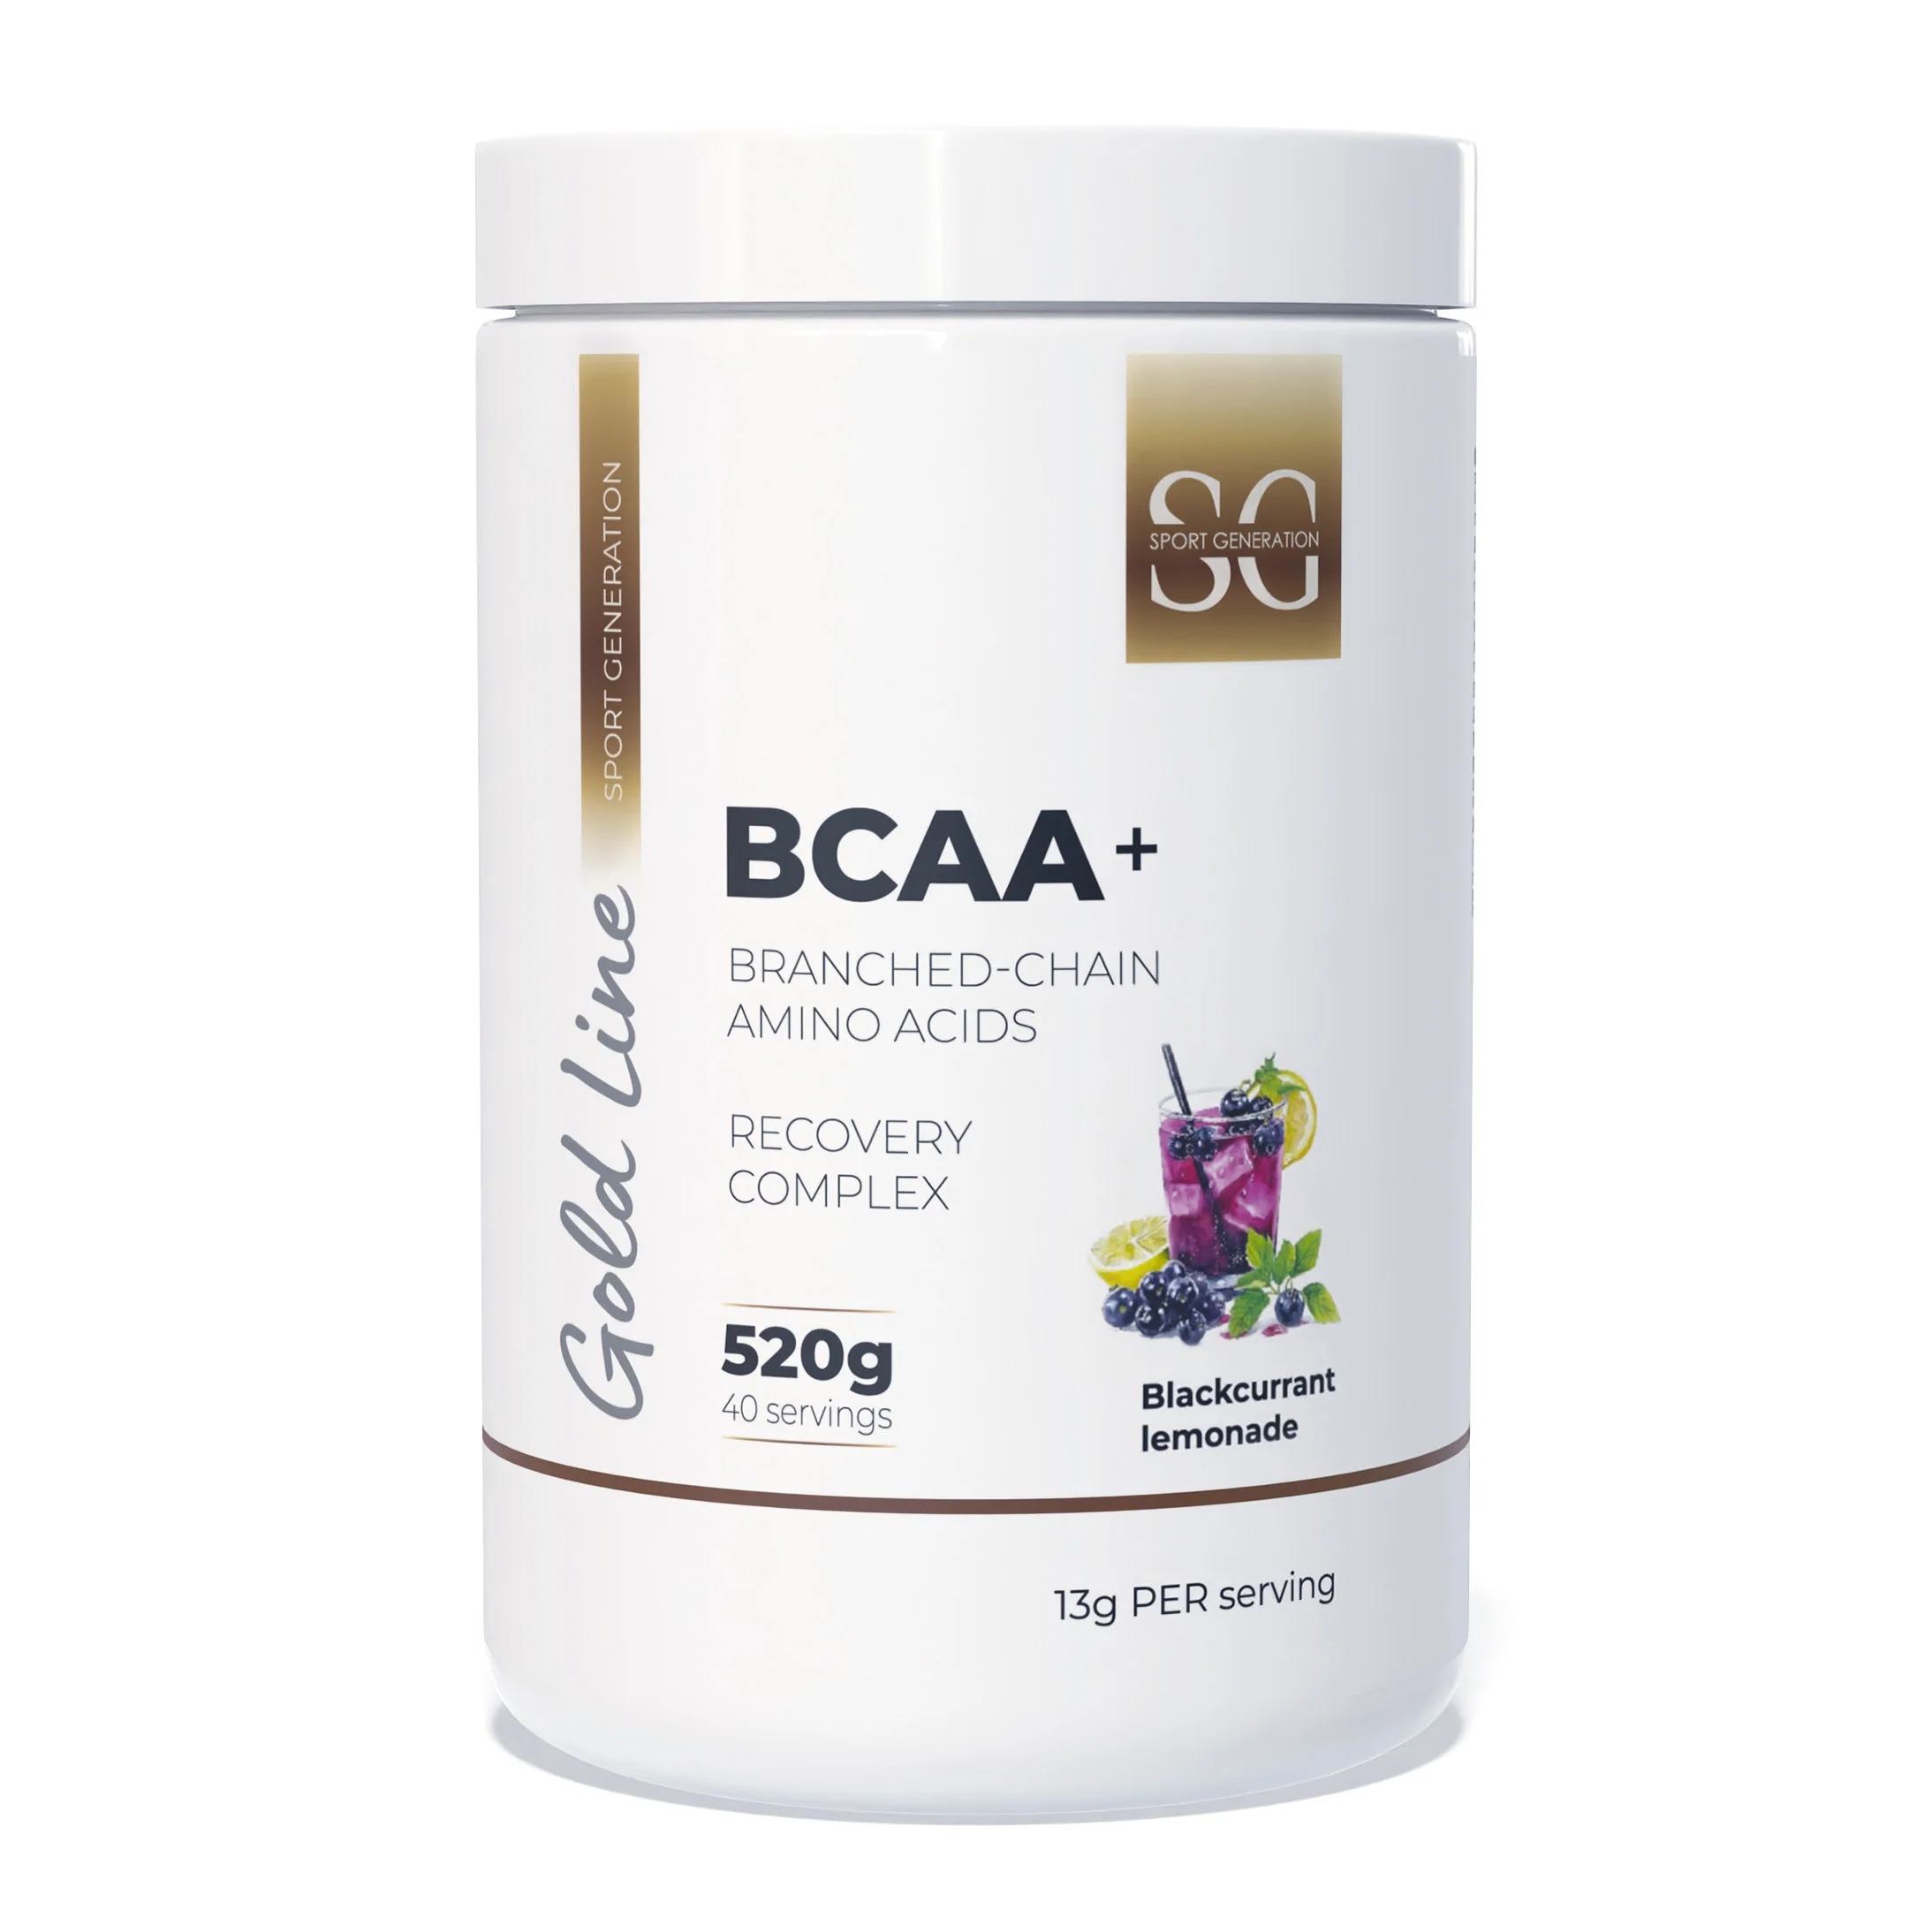 SPORT GENERATION
Gold Line
SG
SPORT GENERATION
BCAA+
BRANCHED-CHAIN
AMINO ACIDS
RECOVERY
COMPLEX
520g
40 servings
Blackcurrant
lemonade
13g PER serving